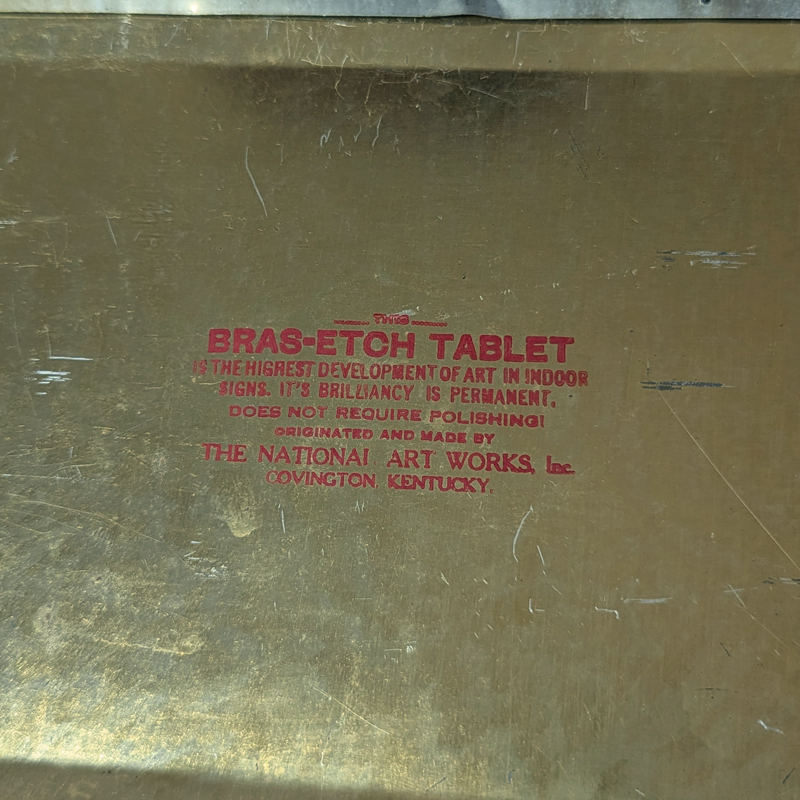 THIS
BRAS-ETCH TABLET
IS THE HIGHEST DEVELOPMENT OF ART IN INDOOR
SIGNS. IT'S BRILLIANCY IS PERMANENT.
DOES NOT REQUIRE POLISHING!
ORIGINATED AND MADE BY
THE NATIONAL ART WORKS, Inc.
COVINGTON, KENTUCKY.